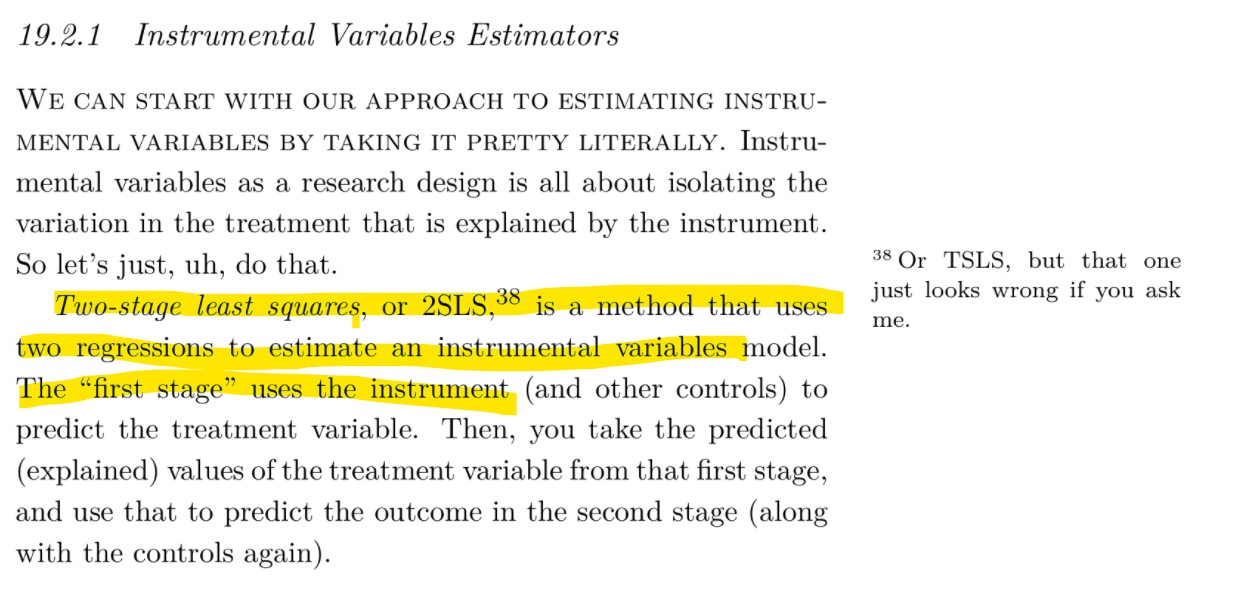 19.2.1 Instrumental Variables Estimators
WE CAN START WITH OUR APPROACH TO ESTIMATING INSTRU-
MENTAL VARIABLES BY TAKING IT PRETTY LITERALLY. Instru-
mental variables as a research design is all about isolating the
variation in the treatment that is explained by the instrument.
So let's just, uh, do that.
Two-stage least squares, or 2SLS,38 is a method that uses
two regressions to estimate an instrumental variables model.
The “first stage” uses the instrument (and other controls) to
predict the treatment variable. Then, you take the predicted
(explained) values of the treatment variable from that first stage,
and use that to predict the outcome in the second stage (along
with the controls again).
38 Or TSLS, but that one
just looks wrong if you ask
me.